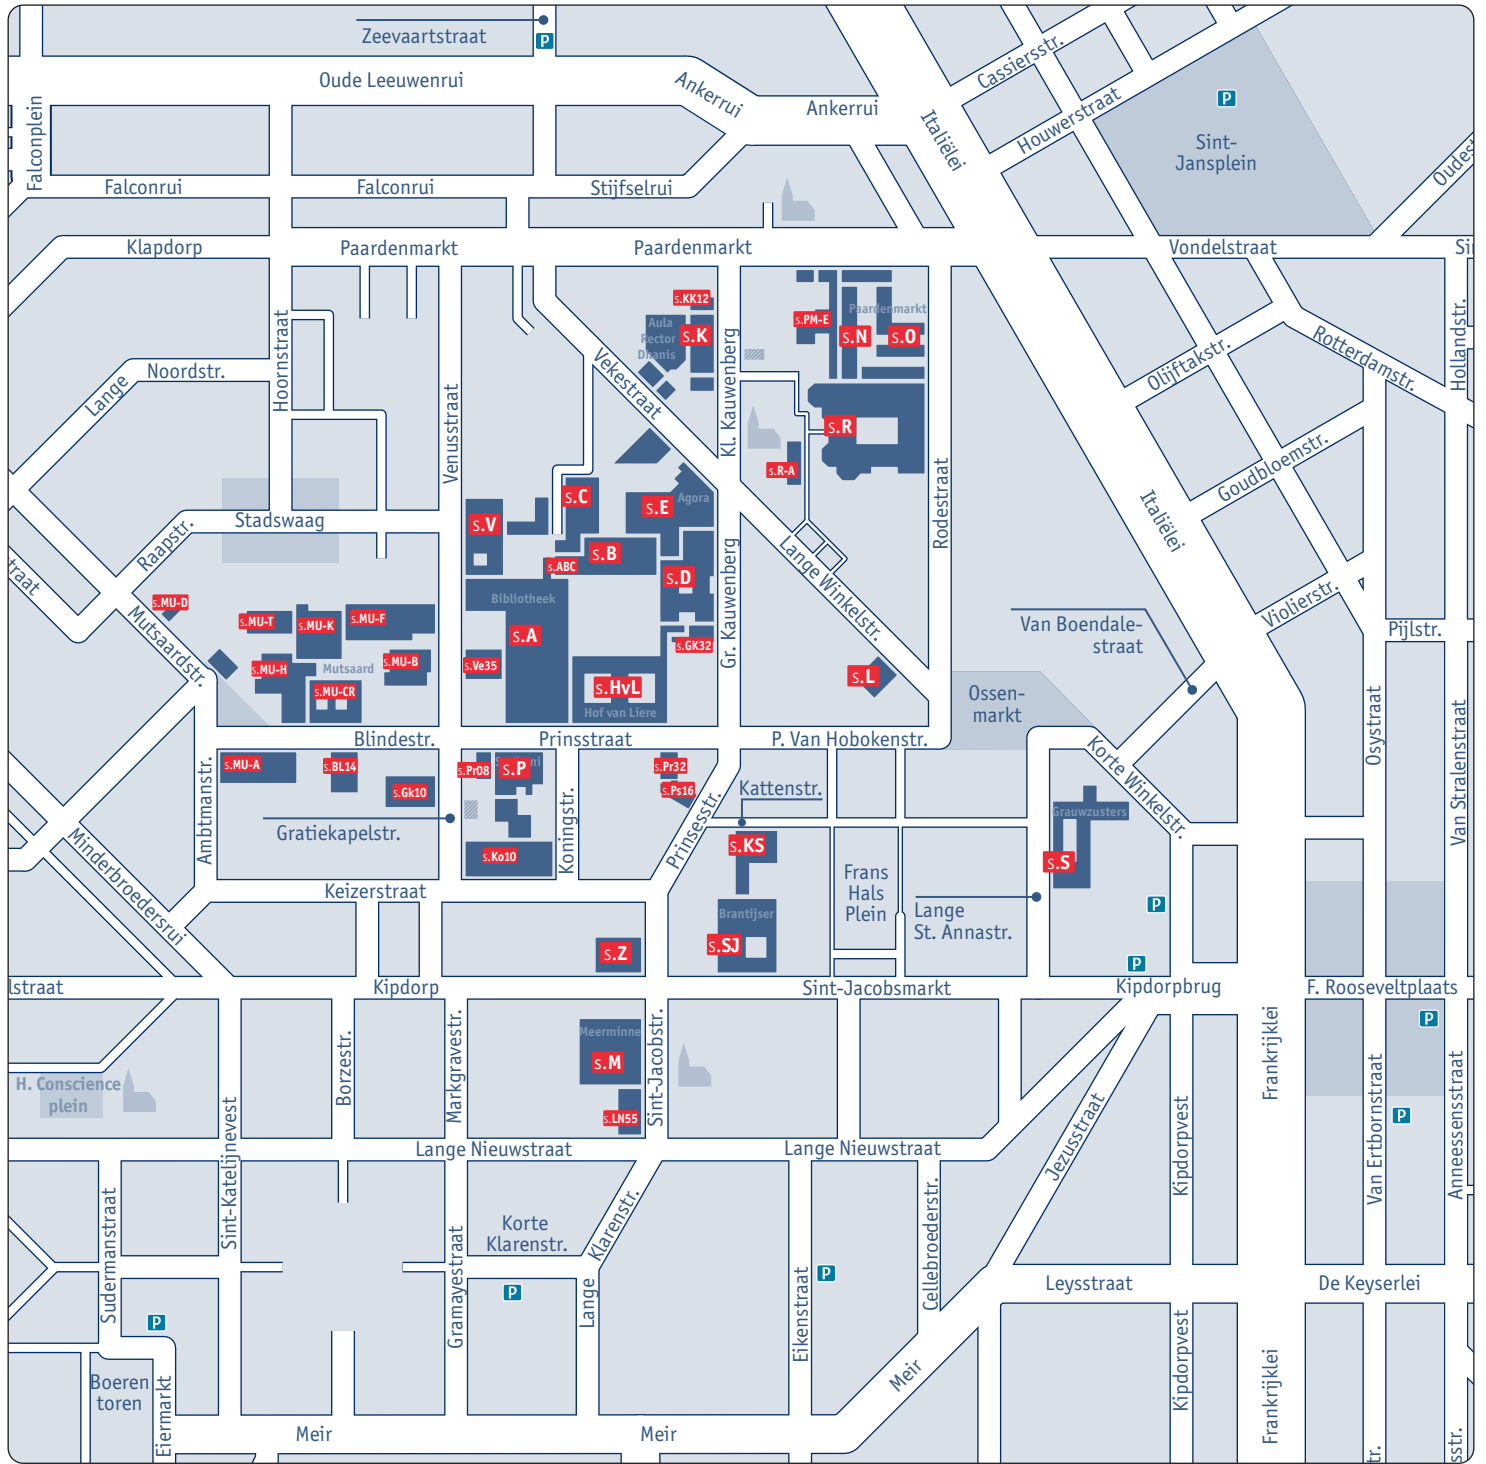 Zeevaartstraat
P
Oude Leeuwenrui
Ankerrui
Ankerrui
Cassiersstr.
Houwerstraat
P
Sint-
Jansplein
Italiëlei
Falconplein
Falconrui
Falconrui
Stijfselrui
Klapdorp
Paardenmarkt
Paardenmarkt
Vondelstraat
s.KK12
Aula
Rector
Dhanis
s.K
Kl. Kauwenberg
s.PM-E
Paardenmarkt
s.N
s.O
Hoornstraat
Hollandstr.
Rotterdamstr.
Olijftakstr.
Noordstr.
Lange
Vekestraat
Venusstraat
s.R
s.R-A
Goudbloemstr.
Rodestraat
Italiëlei
Stadswaag
Raapstr.
s.V
s.C
s.E
Agora
s.B
s.ABC
s.D
Lange Winkelstr.
Gr. Kauwenberg
Bibliotheek
s.A
s.GK32
s.Ve35
s.HvL
Hof van Liere
s.L
traat
s.MU-D
Mutsaardstr.
s.MU-T
s.MU-K
s.MU-F
s.MU-H
Mutsaard
s.MU-B
s.MU-CR
Violierstr.
Pijlstr.
Van Boendale-
straat
Ossen-
markt
Osystraat
Van Stralenstraat
Blindestr.
Prinsstraat
P. Van Hobokenstr.
Korte Winkelstr.
s.MU-A
s.BL14
s.Gk10
Ambtmanstr.
Gratiekapelstr.
s.Pr08
s.P
s.Ko10
Koningstr.
s.Pr32
s.Ps16
Prinsesstr.
Kattenstr.
s.KS
Brantijser
s.SJ
Frans
Hals
Plein
Lange
St. Annastr.
Grauwzusters
s.S
P
P
Minderbroedersrui
Keizerstraat
s.Z
lstraat
Kipdorp
Sint-Jacobsmarkt
Kipdorpbrug
F. Rooseveltplaats
P
H. Conscience
plein
Borzestr.
Markgravestr.
Meerminne
s.M
s.LN55
Sint-Jacobstr.
Frankrijklei
P
Van Ertbornstraat
Anneessensstraat
Kipdorpvest
Jezusstraat
Sint-Katelijnevest
Lange Nieuwstraat
Lange Nieuwstraat
Sudermanstraat
Gramayestraat
Korte
Klarenstr.
Klarenstr.
Lange
P
Eikenstraat
P
Cellebroederstr.
Leysstraat
De Keyserlei
P
Boeren
toren
Eiermarkt
Meir
Meir
Meir
Kipdorpvest
Frankrijklei
tr.
sstr.